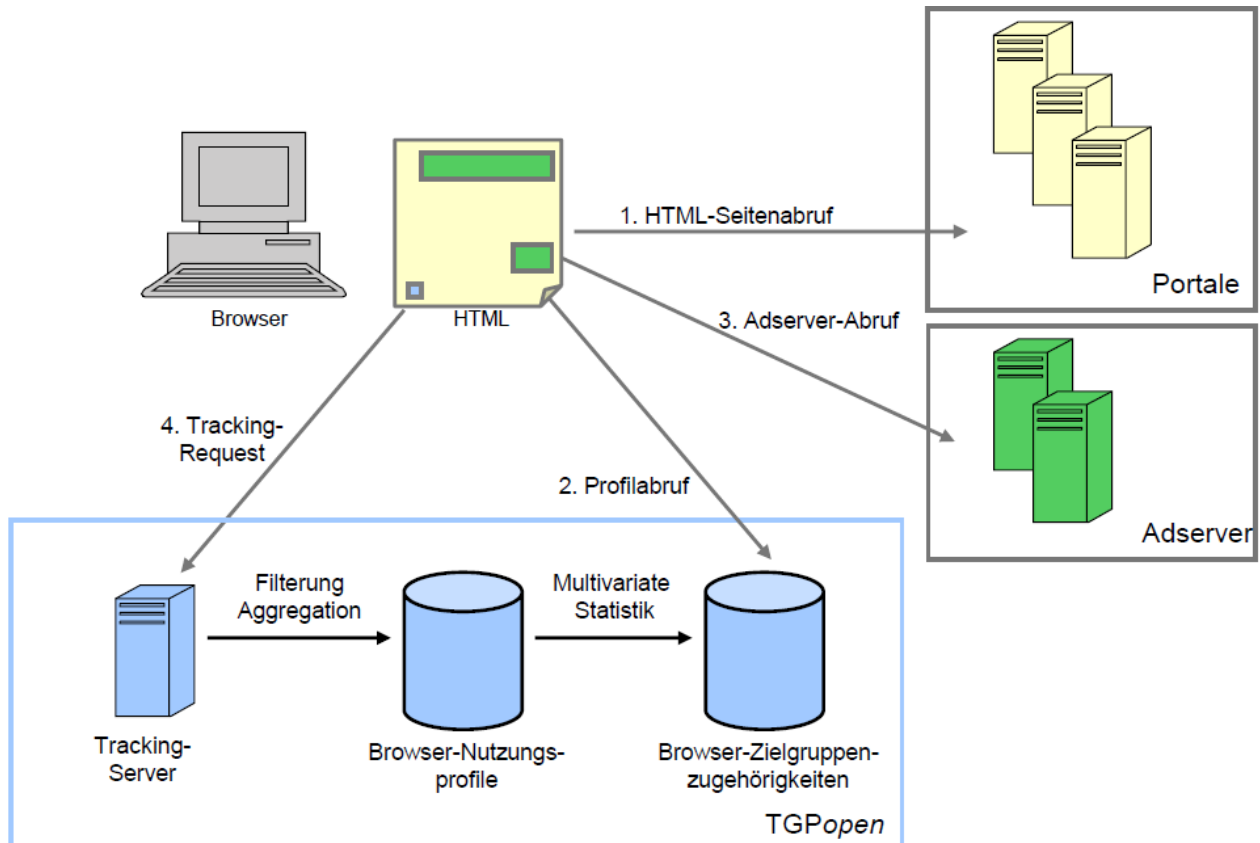 1. HTML-Seitenabruf
Portale
Browser
HTML
3. Adserver-Abruf
4. Tracking-
Request
2. Profilabruf
Adserver
Filterung
Aggregation
Multivariate
Statistik
Tracking-
Server
Browser-Nutzungs-
profile
Browser-Zielgruppen-
zugehörigkeiten
TGPopen